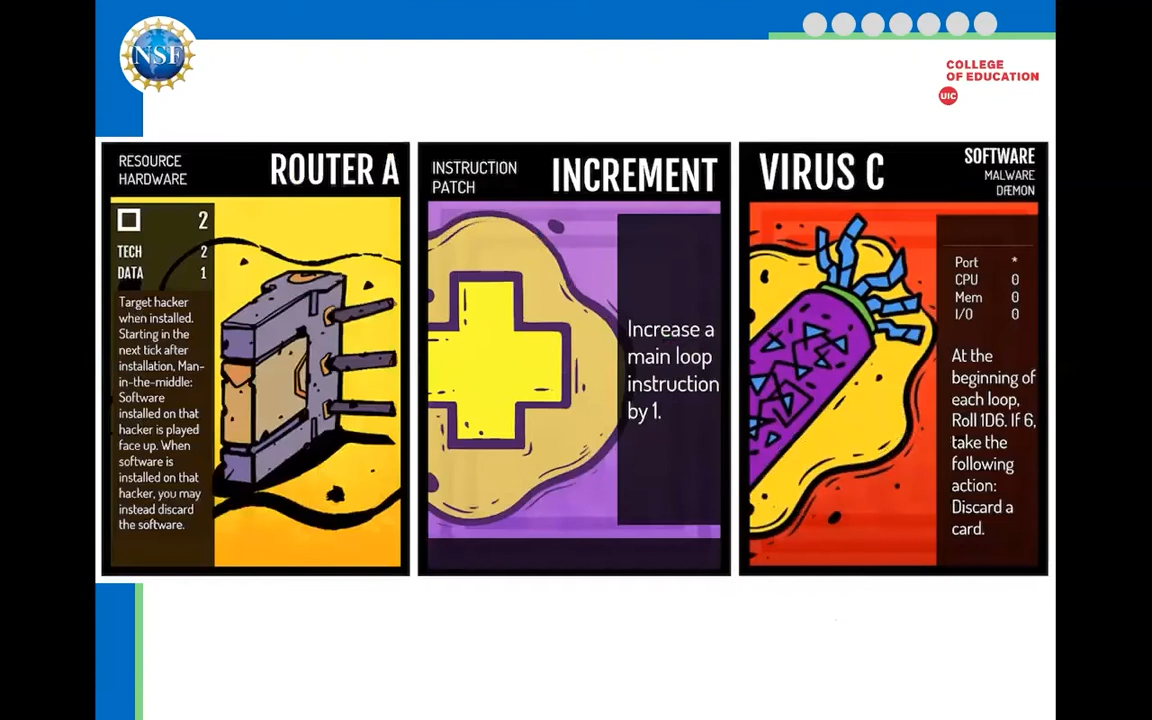 NSF
COLLEGE
OF EDUCATION
UIC
RESOURCE
HARDWARE
ROUTER A
2
TECH 2
DATA 1
Target hacker
when installed.
Starting in the
next tick after
installation, Man-
in-the-middle:
Software
installed on that
hacker is played
face up. When
software is
installed on that
hacker, you may
instead discard
the software.
INSTRUCTION
PATCH
INCREMENT
Increase a
main loop
instruction
by 1.
VIRUS C
SOFTWARE
MALWARE
DÆMON
Port *
CPU 0
Mem 0
I/O 0
At the
beginning of
each loop,
Roll 1D6. If 6,
take the
following
action:
Discard a
card.